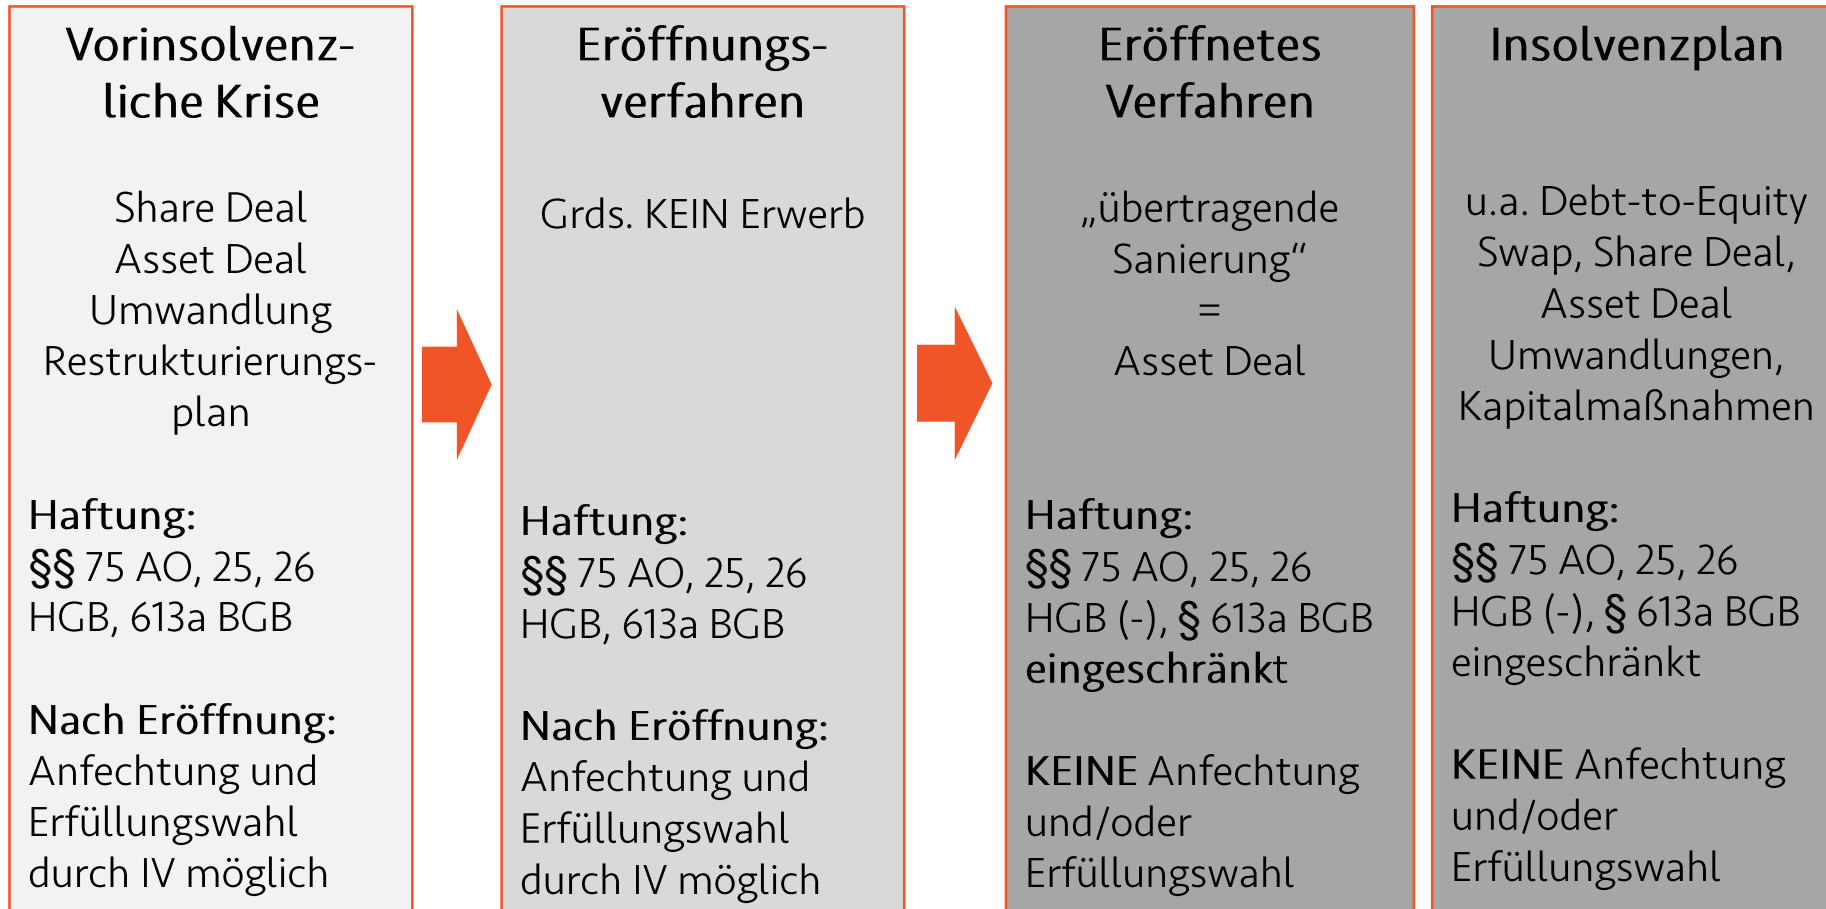 Vorinsolvenz-
liche Krise
Share Deal
Asset Deal
Umwandlung
Restrukturierungs-
plan
Haftung:
§§ 75 AO, 25, 26
HGB, 613a BGB
Nach Eröffnung:
Anfechtung und
Erfüllungswahl
durch IV möglich
Eröffnungs-
verfahren
Grds. KEIN Erwerb
Haftung:
§§ 75 AO, 25, 26
HGB, 613a BGB
Nach Eröffnung:
Anfechtung und
Erfüllungswahl
durch IV möglich
Eröffnetes
Verfahren
„übertragende
Sanierung“
=
Asset Deal
Haftung:
§§ 75 AO, 25, 26
HGB (-), § 613a BGB
eingeschränkt
KEINE Anfechtung
und/oder
Erfüllungswahl
Insolvenzplan
u.a. Debt-to-Equity
Swap, Share Deal,
Asset Deal
Umwandlungen,
Kapitalmaßnahmen
Haftung:
§§ 75 AO, 25, 26
HGB (-), § 613a BGB
eingeschränkt
KEINE Anfechtung
und/oder
Erfüllungswahl